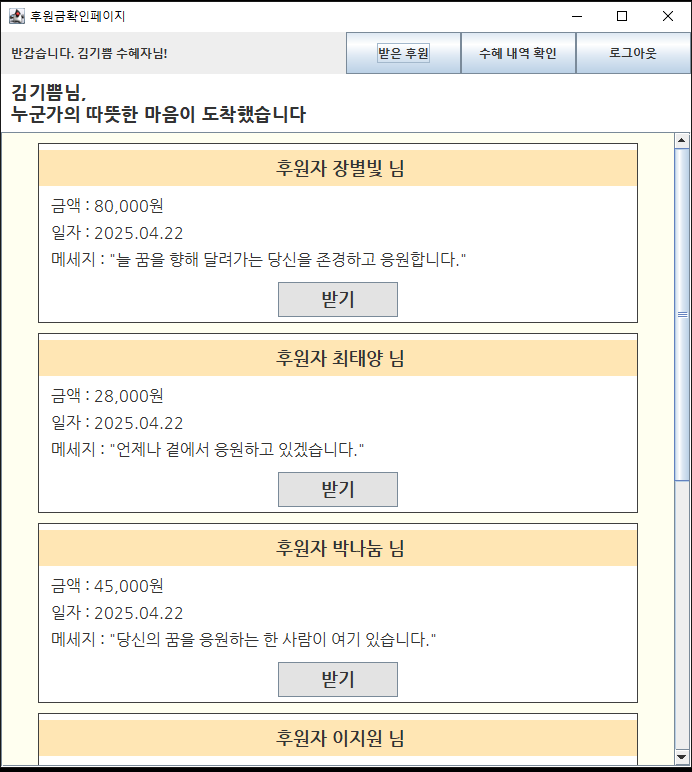 후원금확인페이지
반갑습니다. 김기쁨 수혜자님!
받은 후원
수혜 내역 확인
로그아웃
김기쁨님,
누군가의 따뜻한 마음이 도착했습니다
후원자 장별빛 님
금액 : 80,000원
일자 : 2025.04.22
메세지 : "늘 꿈을 향해 달려가는 당신을 존경하고 응원합니다."
받기
후원자 최태양 님
금액 : 28,000원
일자 : 2025.04.22
메세지 : "언제나 곁에서 응원하고 있겠습니다."
받기
후원자 박나눔 님
금액 : 45,000원
일자 : 2025.04.22
메세지 : "당신의 꿈을 응원하는 한 사람이 여기 있습니다."
받기
후원자 이지원 님